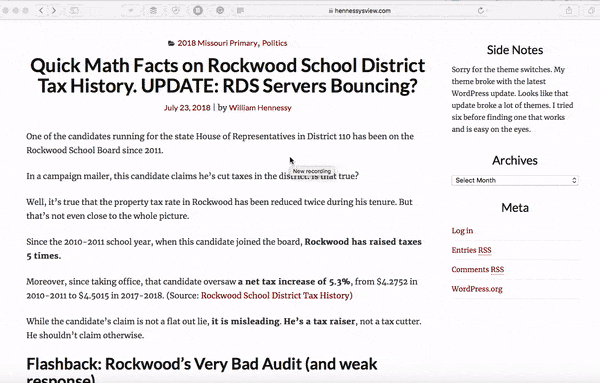 hennessysview.com
2018 Missouri Primary, Politics
Quick Math Facts on Rockwood School District
Tax History. UPDATE: RDS Servers Bouncing?
July 23, 2018 | by William Hennessy
One of the candidates running for the state House of Representatives in District 110 has been on the
Rockwood School Board since 2011.
In a campaign mailer, this candidate claims he's cut taxes in the district. Is that true?
New recording
Well, it's true that the property tax rate in Rockwood has been reduced twice during his tenure. But
that's not even close to the whole picture.
Since the 2010-2011 school year, when this candidate joined the board, Rockwood has raised taxes
5 times.
Moreover, since taking office, that candidate oversaw a net tax increase of 5.3%, from $4.2752 in
2010-2011 to $4.5015 in 2017-2018. (Source: Rockwood School District Tax History)
While the candidate's claim is not a flat out lie, it is misleading. He's a tax raiser, not a tax cutter.
He shouldn't claim otherwise.
Flashback: Rockwood's Very Bad Audit (and weak
response)
Side Notes
Sorry for the theme switches. My
theme broke with the latest
WordPress update. Looks like that
update broke a lot of themes. I tried
six before finding one that works
and is easy on the eyes.
Archives
Select Month
Meta
Log in
Entries RSS
Comments RSS
WordPress.org